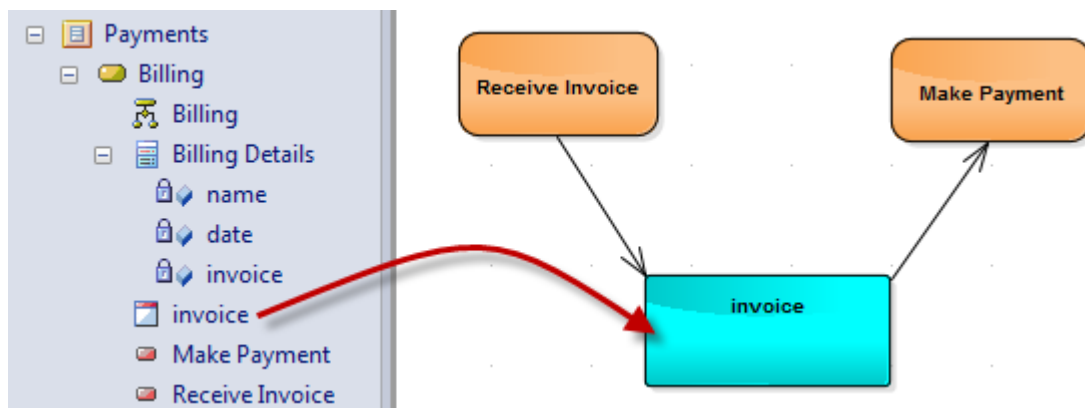 Payments
Billing
Billing
Billing Details
name
date
invoice
invoice
Make Payment
Receive Invoice
Receive Invoice
Make Payment
invoice